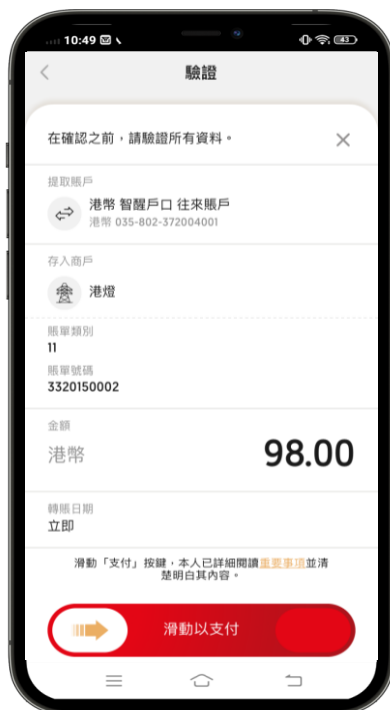 10:49
43
驗證
在確認之前，請驗證所有資料。
提取賬戶
港幣 智醒戶口 往來賬戶
港幣 035-802-372004001
存入商戶
港燈
賬單類別
11
賬單號碼
3320150002
金額
港幣 98.00
轉賬日期
立即
滑動「支付」按鍵，本人已詳細閱讀重要事項並清
楚明白其內容。
滑動以支付